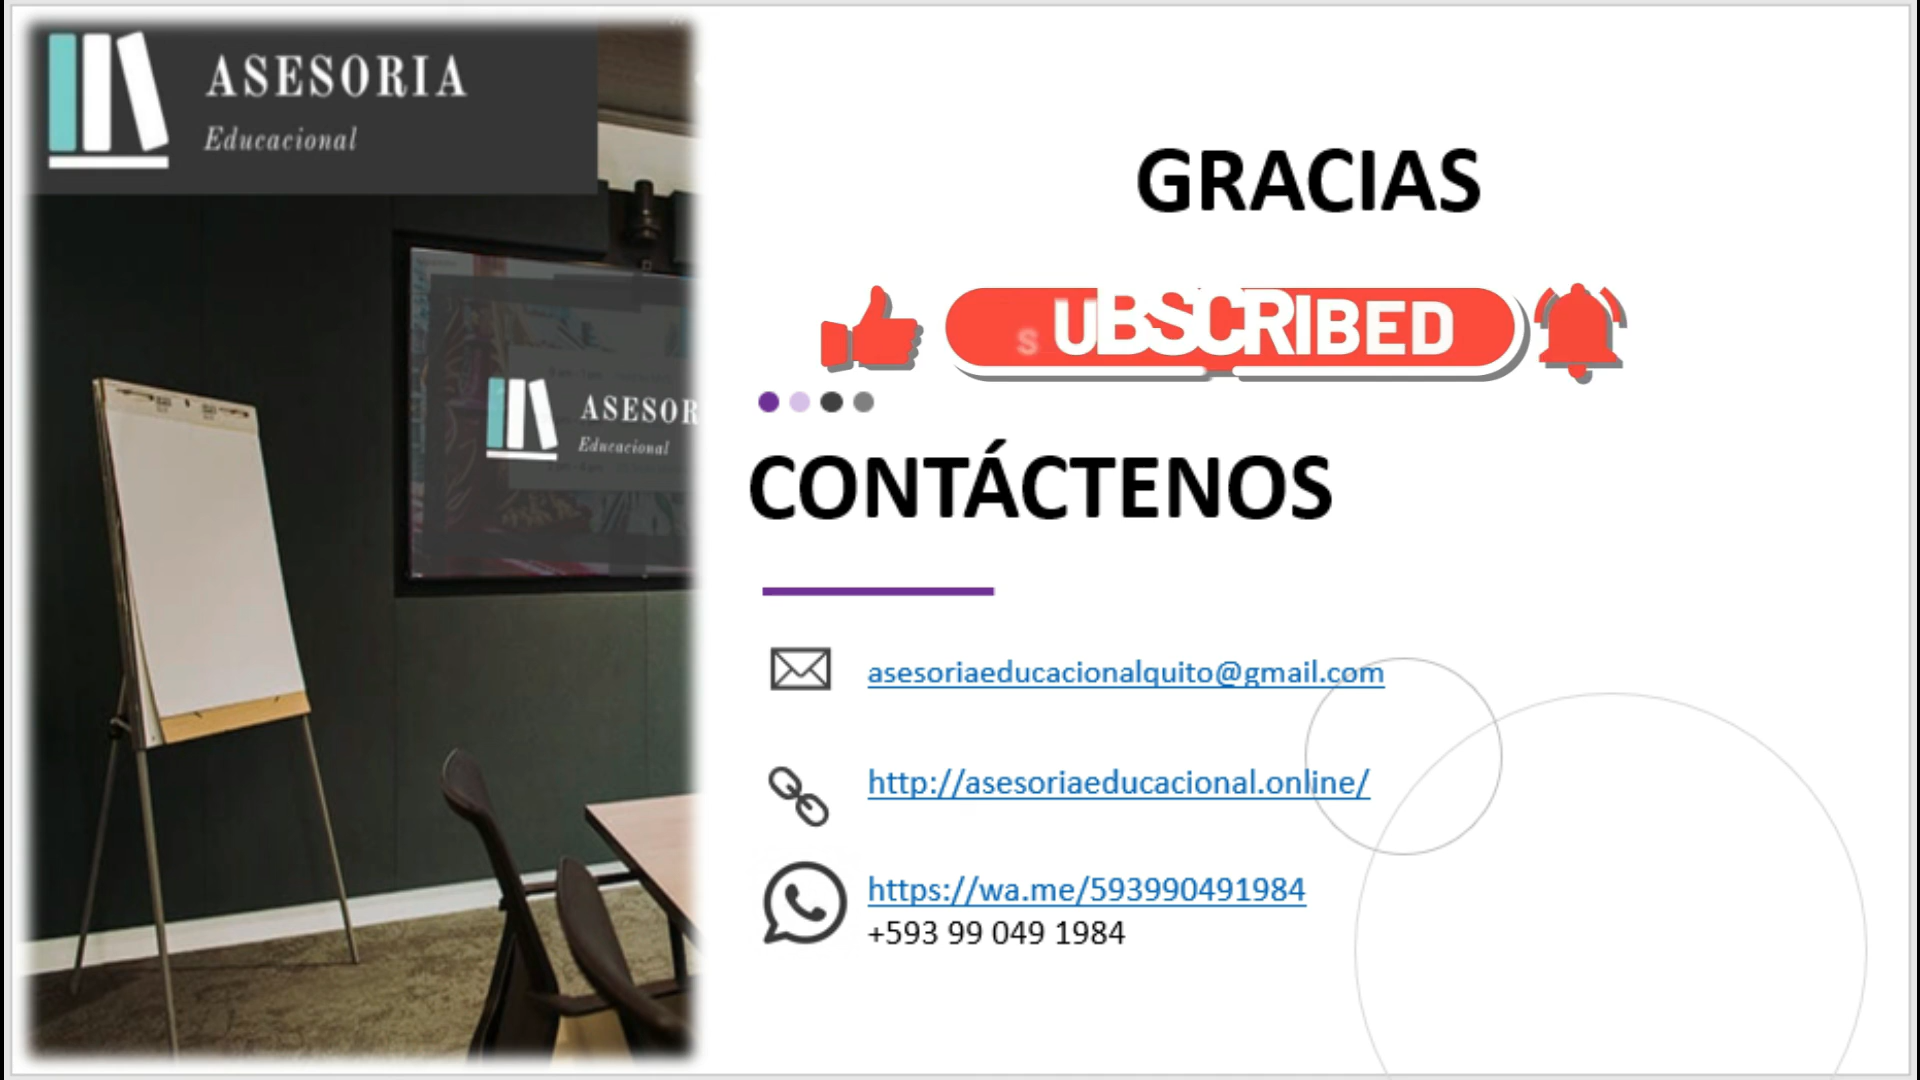 ASESORIA
Educacional
GRACIAS
SUBSCRIBED
ASESOR
Educacional
CONTÁCTENOS
asesoriaeducacionalquito@gmail.com
http://asesoriaeducacional.online/
https://wa.me/593990491984
+593 99 049 1984